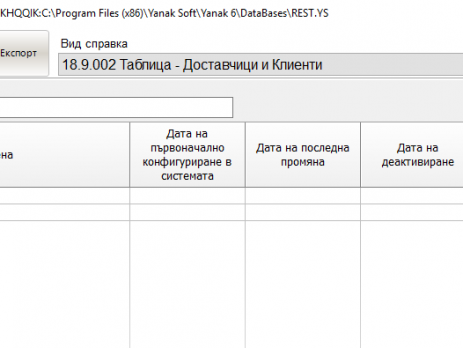 KHQQIK:C:\Program Files (x86)\Yanak Soft\Yanak 6\DataBases\REST.YS
Експорт
Вид справка
18.9.002 Таблица - Доставчици и Клиенти
ена
Дата на
първоначално
конфигуриране в
системата
Дата на последна
промяна
Дата на
деактивиране